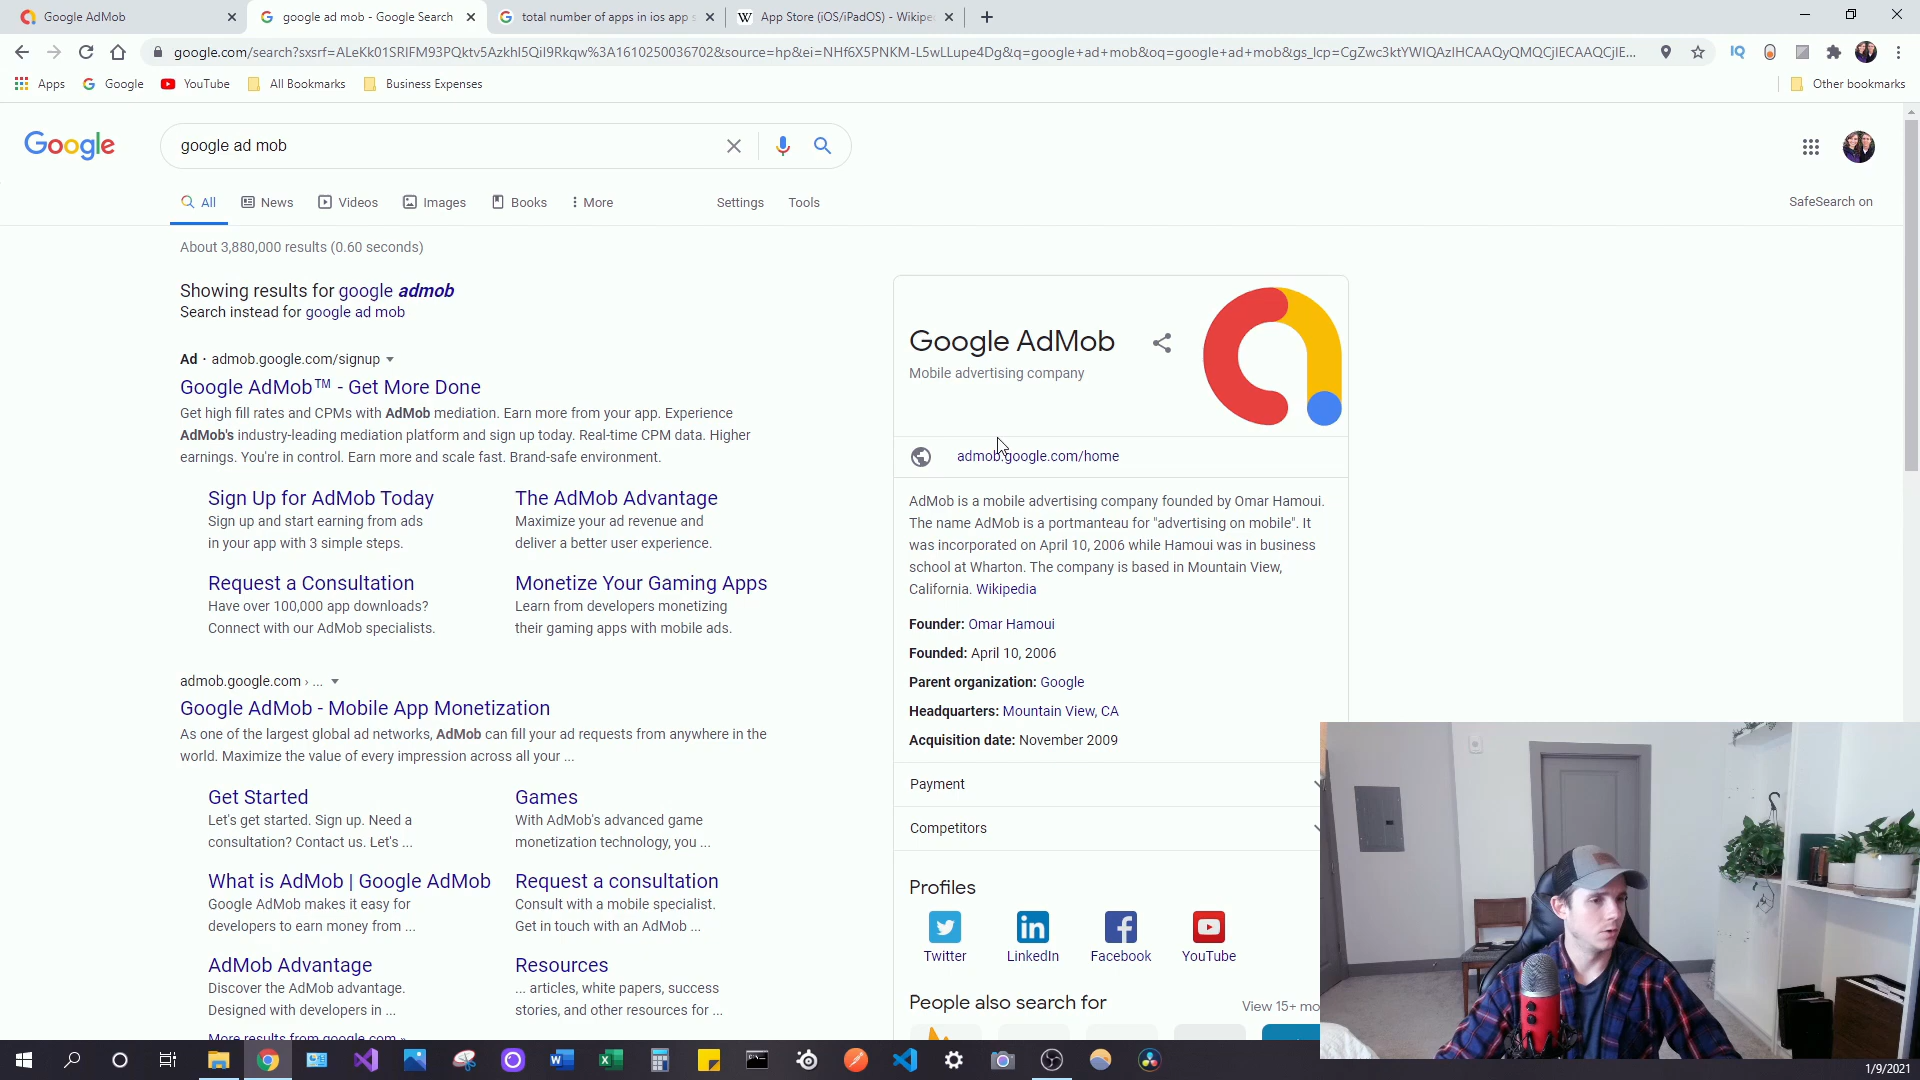 Google AdMob
google ad mob - Google Search
total number of apps in ios app s
App Store (iOS/iPadOS) - Wikipe
google.com/search?sxsrf=ALeKk01SRIFM93PQktv5AzkhI5QiI9Rkqw%3A1610250036702&source=hp&ei=NHf6X5PNKM-L5wLLupe4Dg&q=google+ad+mob&oq=google+ad+mob&gs_lcp=CgZwc3ktYWIQAzIHCAAQyQMQCjIECAAQCjIE...
Apps
Google
YouTube
All Bookmarks
Business Expenses
Other bookmarks
Google
google ad mob
All
News
Videos
Images
Books
More
Settings
Tools
SafeSearch on
About 3,880,000 results (0.60 seconds)
Showing results for google admob
Search instead for google ad mob
Ad · admob.google.com/signup
Google AdMob™ - Get More Done
Get high fill rates and CPMs with AdMob mediation. Earn more from your app. Experience
AdMob's industry-leading mediation platform and sign up today. Real-time CPM data. Higher
earnings. You're in control. Earn more and scale fast. Brand-safe environment.
Sign Up for AdMob Today
Sign up and start earning from ads
in your app with 3 simple steps.
The AdMob Advantage
Maximize your ad revenue and
deliver a better user experience.
Request a Consultation
Have over 100,000 app downloads?
Connect with our AdMob specialists.
Monetize Your Gaming Apps
Learn from developers monetizing
their gaming apps with mobile ads.
admob.google.com › ...
Google AdMob - Mobile App Monetization
As one of the largest global ad networks, AdMob can fill your ad requests from anywhere in the
world. Maximize the value of every impression across all your ...
Get Started
Let's get started. Sign up. Need a
consultation? Contact us. Let's ...
Games
With AdMob's advanced game
monetization technology, you ...
What is AdMob | Google AdMob
Google AdMob makes it easy for
developers to earn money from ...
Request a consultation
Consult with a mobile specialist.
Get in touch with an AdMob ...
AdMob Advantage
Discover the AdMob advantage.
Designed with developers in ...
Resources
... articles, white papers, success
stories, and other resources for ...
More results from google.com »
Google AdMob
Mobile advertising company
admob.google.com/home
AdMob is a mobile advertising company founded by Omar Hamoui.
The name AdMob is a portmanteau for "advertising on mobile". It
was incorporated on April 10, 2006 while Hamoui was in business
school at Wharton. The company is based in Mountain View,
California. Wikipedia
Founder: Omar Hamoui
Founded: April 10, 2006
Parent organization: Google
Headquarters: Mountain View, CA
Acquisition date: November 2009
Payment
Competitors
Profiles
Twitter
LinkedIn
Facebook
YouTube
People also search for
View 15+ mo
1/9/2021